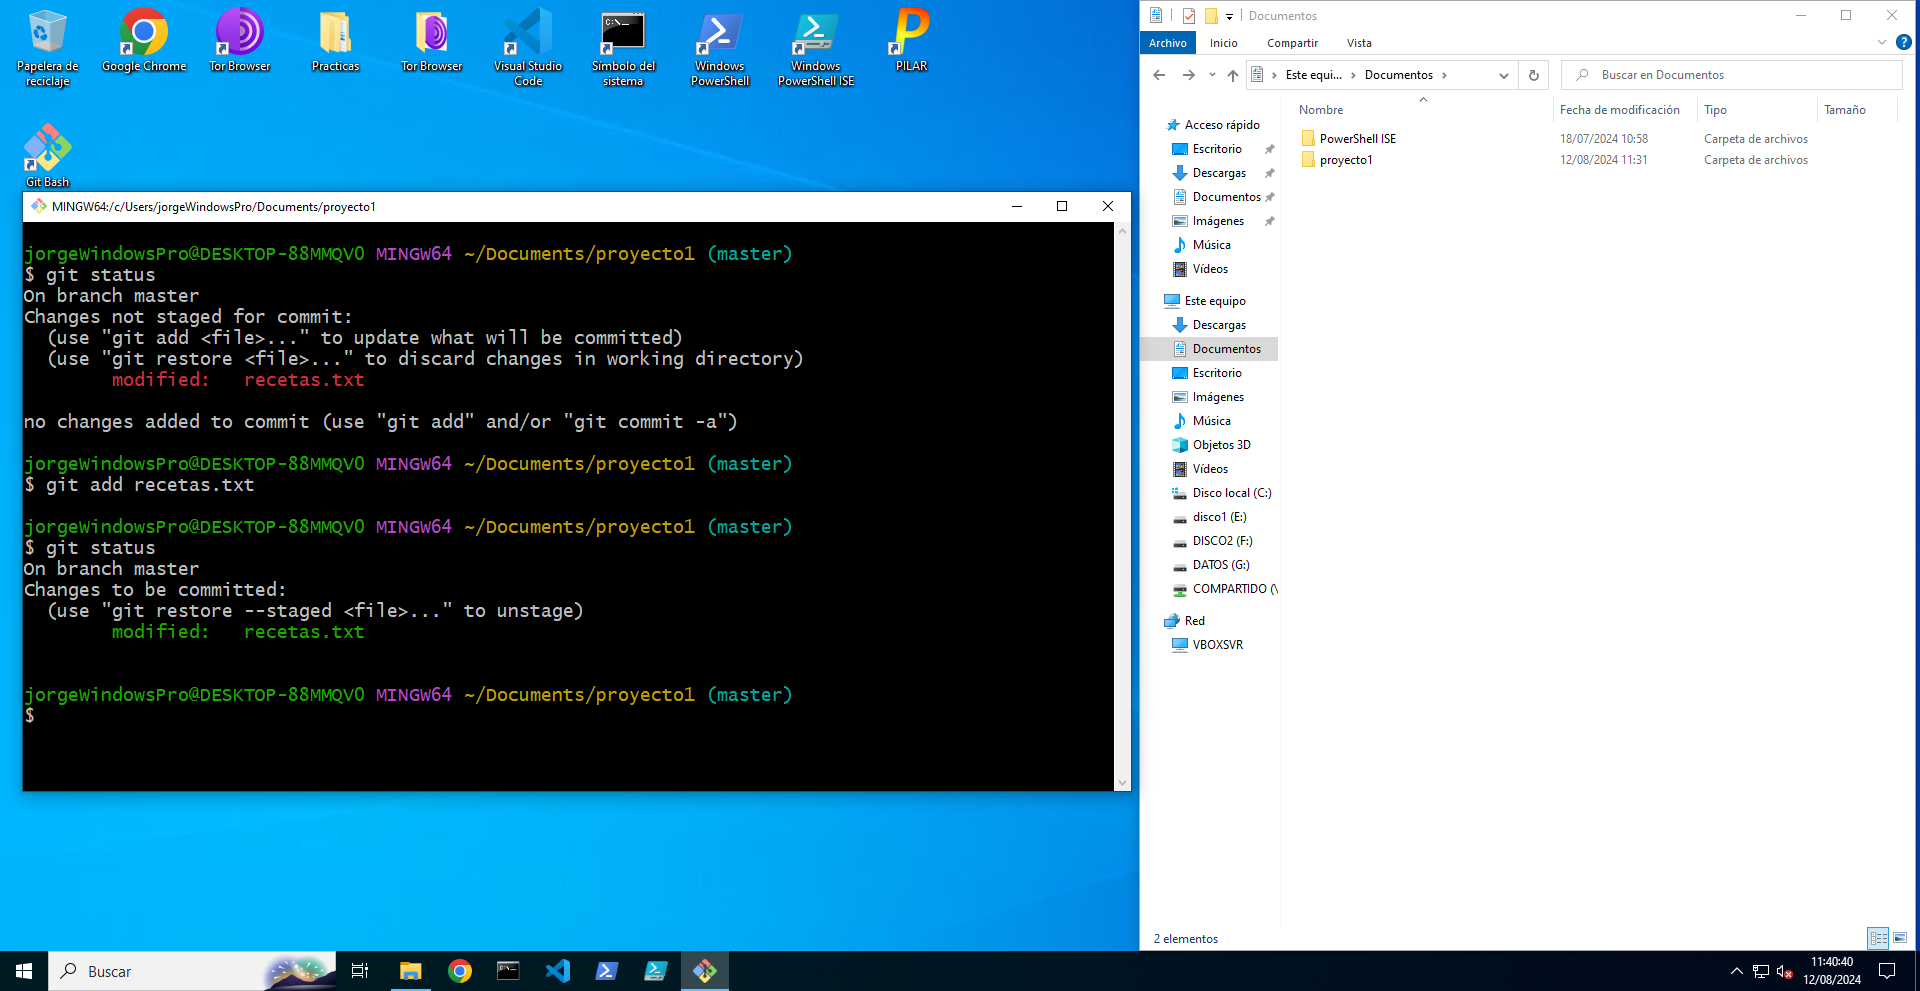 Papelera de
reciclaje
Google Chrome
Tor Browser
Practicas
Tor Browser
Visual Studio
Code
Símbolo del
sistema
Windows
PowerShell
Windows
PowerShell ISE
PILAR
Git Bash
MINGW64:/c/Users/jorgeWindowsPro/Documents/proyecto1
jorgeWindowsPro@DESKTOP-88MMQV0 MINGW64 ~/Documents/proyecto1 (master)
$ git status
On branch master
Changes not staged for commit:
(use "git add <file>..." to update what will be committed)
(use "git restore <file>..." to discard changes in working directory)
modified: recetas.txt
no changes added to commit (use "git add" and/or "git commit -a")
jorgeWindowsPro@DESKTOP-88MMQV0 MINGW64 ~/Documents/proyecto1 (master)
$ git add recetas.txt
jorgeWindowsPro@DESKTOP-88MMQV0 MINGW64 ~/Documents/proyecto1 (master)
$ git status
On branch master
Changes to be committed:
(use "git restore --staged <file>..." to unstage)
modified: recetas.txt
jorgeWindowsPro@DESKTOP-88MMQV0 MINGW64 ~/Documents/proyecto1 (master)
$
Documentos
Archivo Inicio Compartir Vista
Este equi... > Documentos >
Buscar en Documentos
Nombre Fecha de modificación Tipo Tamaño
PowerShell ISE 18/07/2024 10:58 Carpeta de archivos
proyecto1 12/08/2024 11:31 Carpeta de archivos
Acceso rápido
Escritorio
Descargas
Documentos
Imágenes
Música
Vídeos
Este equipo
Descargas
Documentos
Escritorio
Imágenes
Música
Objetos 3D
Vídeos
Disco local (C:)
disco1 (E:)
DISCO2 (F:)
DATOS (G:)
COMPARTIDO (\
Red
VBOXSVR
2 elementos
Buscar
11:40:40
12/08/2024